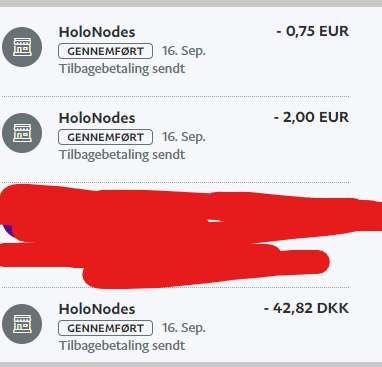 HoloNodes - 0,75 EUR
GENNEMFØRT 16. Sep.
Tilbagebetaling sendt
HoloNodes - 2,00 EUR
GENNEMFØRT 16. Sep.
Tilbagebetaling sendt
HoloNodes - 42,82 DKK
GENNEMFØRT 16. Sep.
Tilbagebetaling sendt